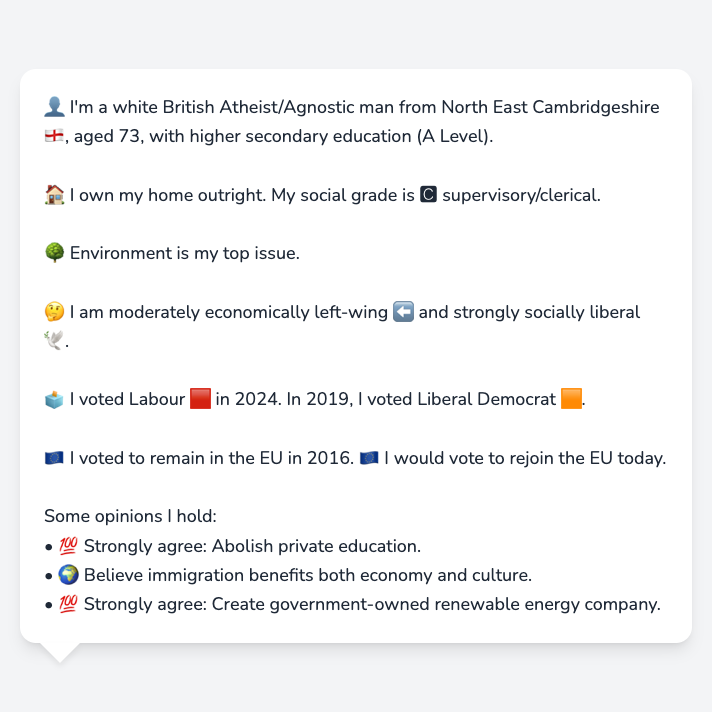 👤 I'm a white British Atheist/Agnostic man from North East Cambridgeshire
🏴󠁧󠁢󠁥󠁮󠁧󠁿, aged 73, with higher secondary education (A Level).
🏠 I own my home outright. My social grade is 🅲 supervisory/clerical.
🌳 Environment is my top issue.
🤔 I am moderately economically left-wing ⬅️ and strongly socially liberal
🕊️.
🗳️ I voted Labour 🟥 in 2024. In 2019, I voted Liberal Democrat 🟧.
🇪🇺 I voted to remain in the EU in 2016. 🇪🇺 I would vote to rejoin the EU today.
Some opinions I hold:
• 💯 Strongly agree: Abolish private education.
• 🌍 Believe immigration benefits both economy and culture.
• 💯 Strongly agree: Create government-owned renewable energy company.